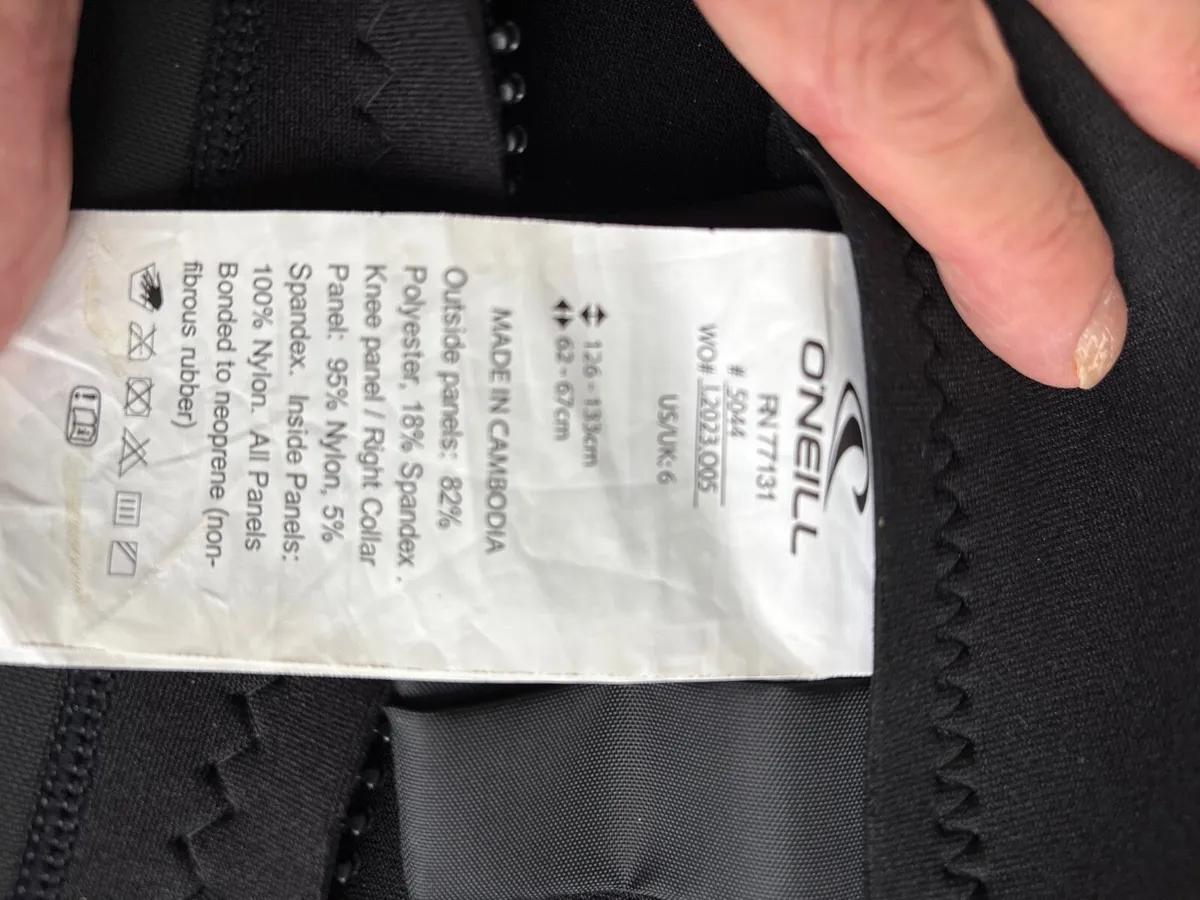 O'NEILL
RN 77131
# 5044
WO# L2023.O05
US/UK: 6
126 - 133cm
62 - 67cm
MADE IN CAMBODIA
Outside panels: 82%
Polyester, 18% Spandex .
Knee panel / Right Collar
Panel: 95% Nylon, 5%
Spandex. Inside Panels:
100% Nylon. All Panels
Bonded to neoprene (non-
fibrous rubber)